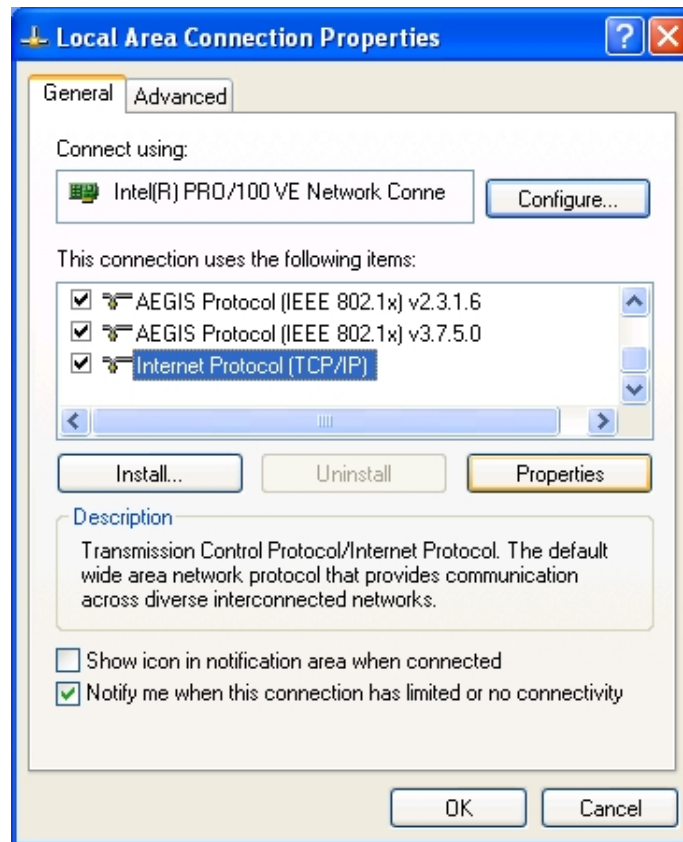 Local Area Connection Properties
General
Advanced
Connect using:
Intel(R) PRO/100 VE Network Conne
Configure...
This connection uses the following items:
AEGIS Protocol (IEEE 802.1x) v2.3.1.6
AEGIS Protocol (IEEE 802.1x) v3.7.5.0
Internet Protocol (TCP/IP)
Install...
Uninstall
Properties
Description
Transmission Control Protocol/Internet Protocol. The default
wide area network protocol that provides communication
across diverse interconnected networks.
Show icon in notification area when connected
Notify me when this connection has limited or no connectivity
OK
Cancel